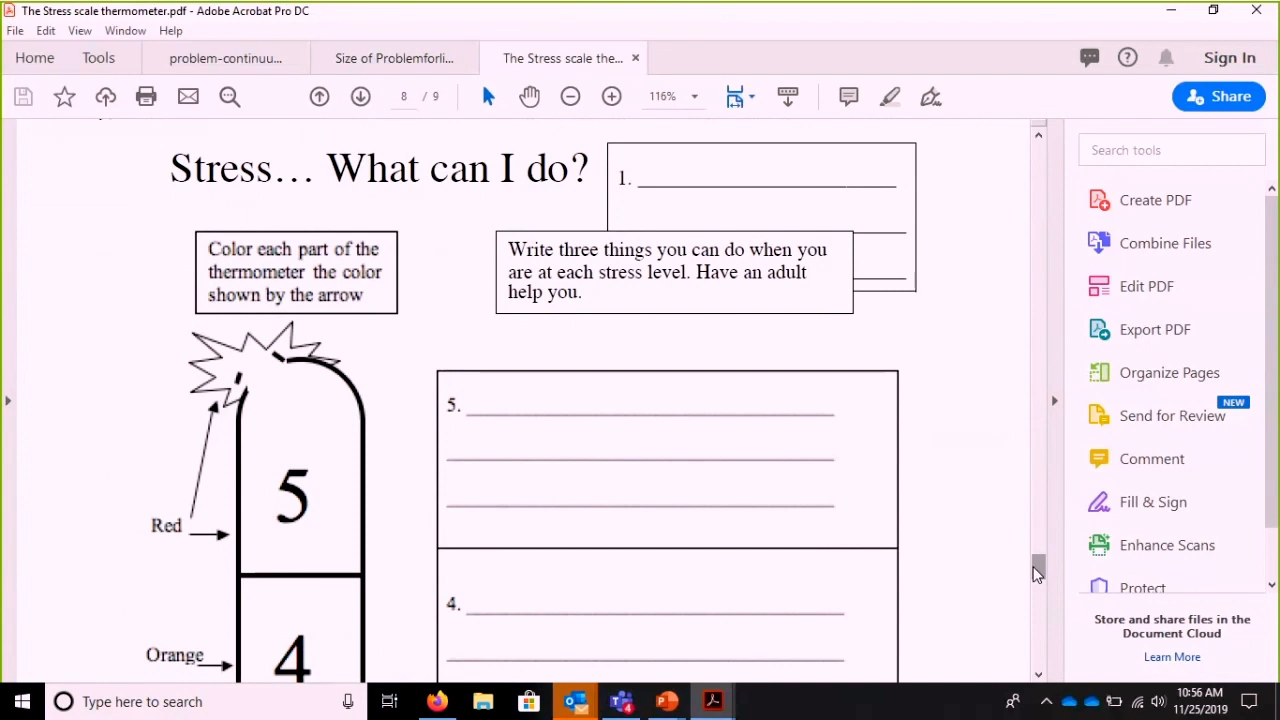 The Stress scale thermometer.pdf - Adobe Acrobat Pro DC
File Edit View Window Help
Home Tools problem-continuu... Size of Problemforli... The Stress scale the... × Sign In
8 / 9 116% Share
Stress… What can I do?
1.
Color each part of the
thermometer the color
shown by the arrow
Write three things you can do when you
are at each stress level. Have an adult
help you.
5.
5
Red
4.
4
Orange
Search tools
Create PDF
Combine Files
Edit PDF
Export PDF
Organize Pages
NEW
Send for Review
Comment
Fill & Sign
Enhance Scans
Protect
Store and share files in the
Document Cloud
Learn More
Type here to search
10:56 AM
11/25/2019